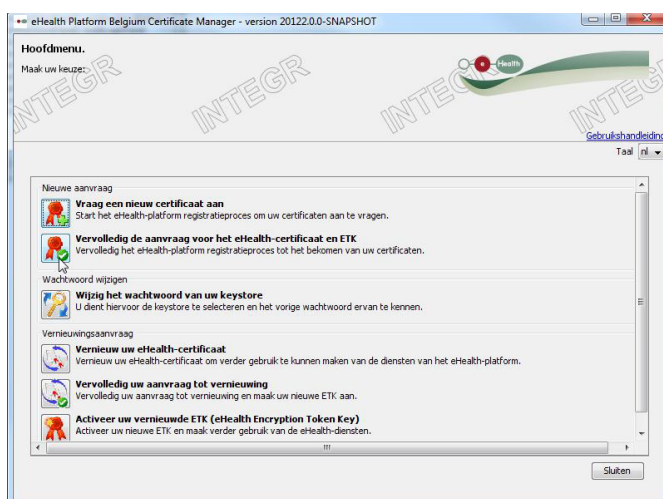 eHealth Platform Belgium Certificate Manager - version 20122.0.0-SNAPSHOT
Hoofdmenu.
Maak uw keuze:
e Health
INTEGR INTEGR INTEGR INTEGR
Gebruikshandleiding
Taal nl
Nieuwe aanvraag
Vraag een nieuw certificaat aan
Start het eHealth-platform registratieproces om uw certificaten aan te vragen.
Vervolledig de aanvraag voor het eHealth-certificaat en ETK
Vervolledig het eHealth-platform registratieproces tot het bekomen van uw certificaten.
Wachtwoord wijzigen
Wijzig het wachtwoord van uw keystore
U dient hiervoor de keystore te selecteren en het vorige wachtwoord ervan te kennen.
Vernieuwingsaanvraag
Vernieuw uw eHealth-certificaat
Vernieuw uw eHealth-certificaat om verder gebruik te kunnen maken van de diensten van het eHealth-platform.
Vervolledig uw aanvraag tot vernieuwing
Vervolledig uw aanvraag tot vernieuwing en maak uw nieuwe ETK aan.
Activeer uw vernieuwde ETK (eHealth Encryption Token Key)
Activeer uw nieuwe ETK en maak verder gebruik van de eHealth-diensten.
Sluiten